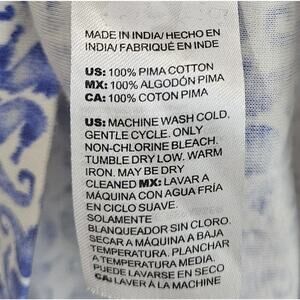 MADE IN INDIA/ HECHO EN
INDIA/ FABRIQUÉ EN INDE
US: 100% PIMA COTTON
MX: 100% ALGODÓN PIMA
CA: 100% COTON PIMA
US: MACHINE WASH COLD.
GENTLE CYCLE. ONLY
NON-CHLORINE BLEACH.
TUMBLE DRY LOW. WARM
IRON. MAY BE DRY
CLEANED MX: LAVAR A
MÁQUINA CON AGUA FRÍA
EN CICLO SUAVE.
SOLAMENTE
BLANQUEADOR SIN CLORO.
SECAR A MÁQUINA A BAJA
TEMPERATURA. PLANCHAR
A TEMPERATURA MEDIA.
PUEDE LAVARSE EN SECO
CA: LAVER À LA MACHINE